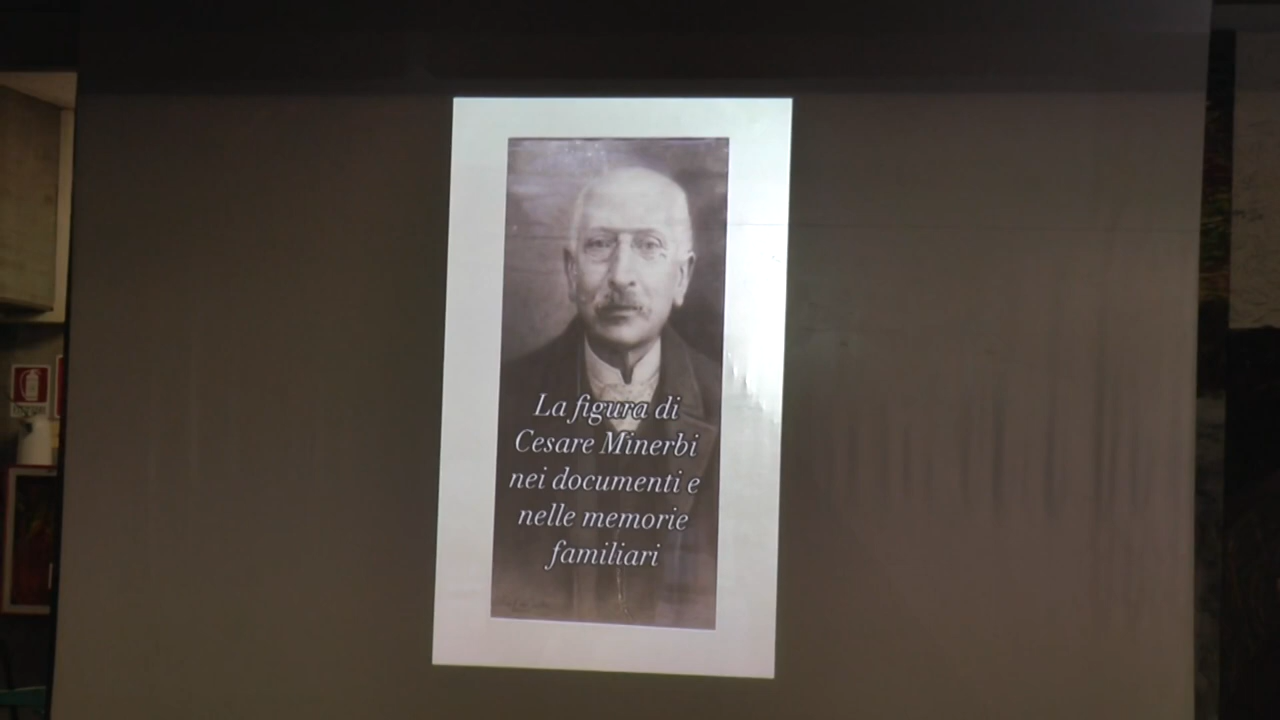 La figura di
Cesare Minerbi
nei documenti e
nelle memorie
familiari